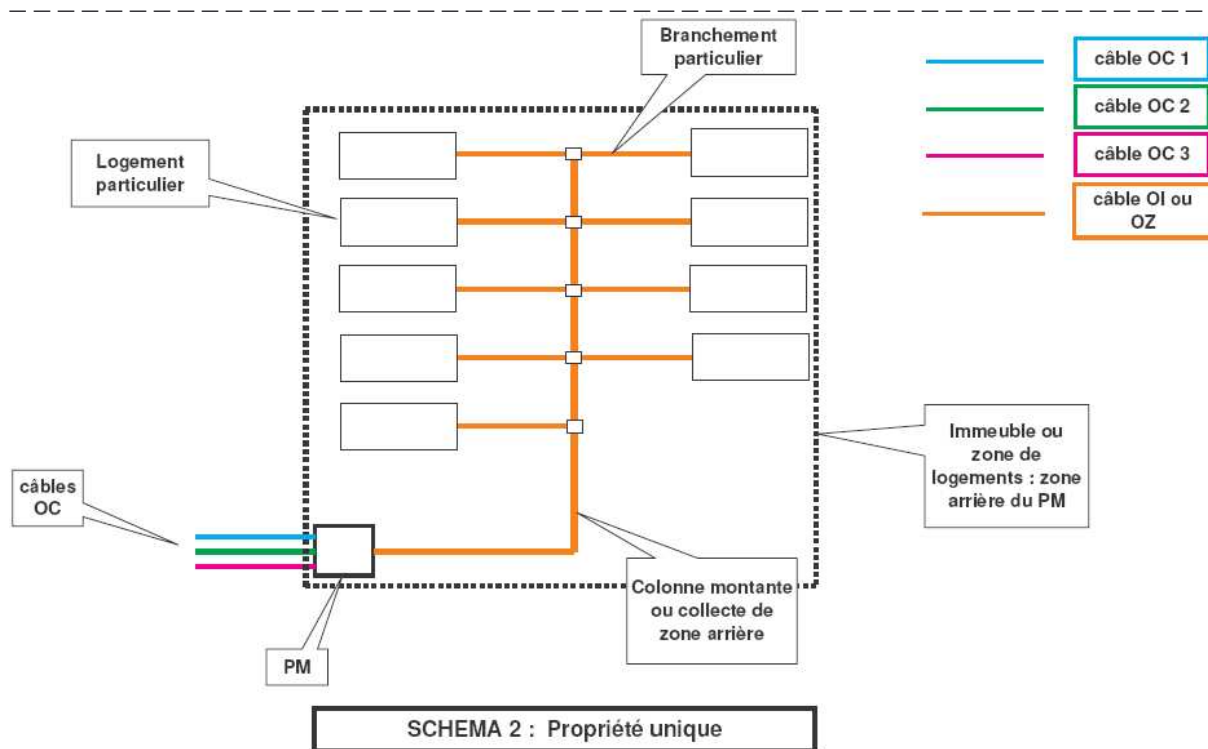 Branchement
particulier
câble OC 1
câble OC 2
câble OC 3
câble OI ou
OZ
Logement
particulier
Immeuble ou
zone de
logements : zone
arrière du PM
câbles
OC
Colonne montante
ou collecte de
zone arrière
PM
SCHEMA 2 : Propriété unique